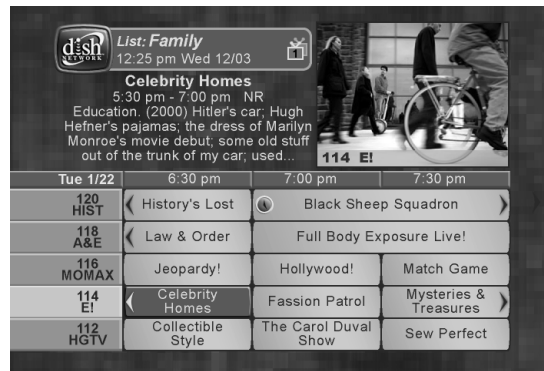 dish
NETWORK
List: Family
12:25 pm Wed 12/03
1
Celebrity Homes
5:30 pm - 7:00 pm NR
Education. (2000) Hitler's car; Hugh
Hefner's pajamas; the dress of Marilyn
Monroe's movie debut; some old stuff
out of the trunk of my car; used...
114 E!
Tue 1/22 6:30 pm 7:00 pm 7:30 pm
120
HIST
History's Lost
Black Sheep Squadron
118
A&E
Law & Order
Full Body Exposure Live!
116
MOMAX
Jeopardy!
Hollywood!
Match Game
114
E!
Celebrity
Homes
Fassion Patrol
Mysteries &
Treasures
112
HGTV
Collectible
Style
The Carol Duval
Show
Sew Perfect